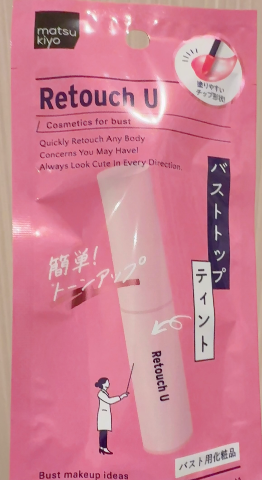 matsu
kiyo
塗りやすい
チップ形状!
Retouch U
Cosmetics for bust
Quickly Retouch Any Body
Concerns You May Have!
Always Look Cute In Every Direction.
バストトップ
ティント
簡単!
トーンアップ
Retouch U
バスト用化粧品
Bust makeup ideas